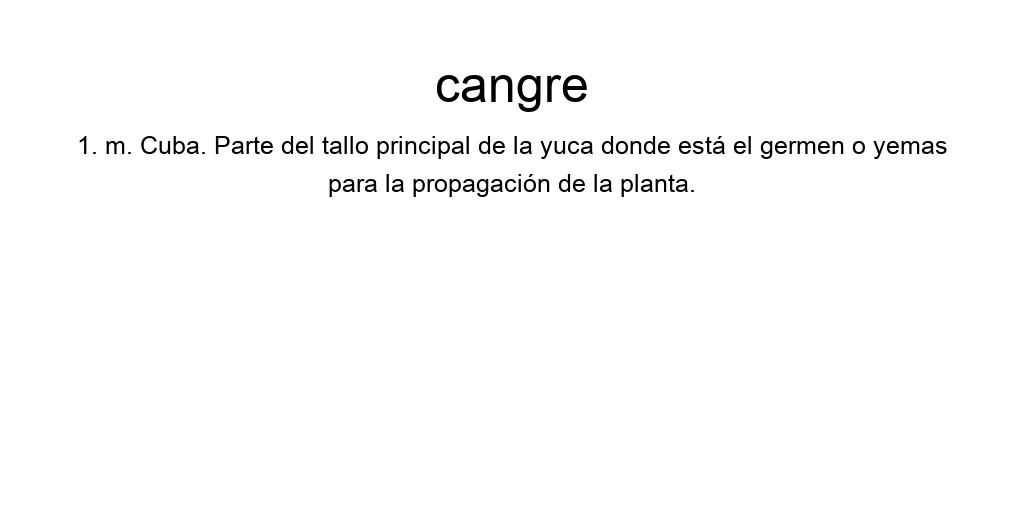 cangre
1. m. Cuba. Parte del tallo principal de la yuca donde está el germen o yemas
para la propagación de la planta.